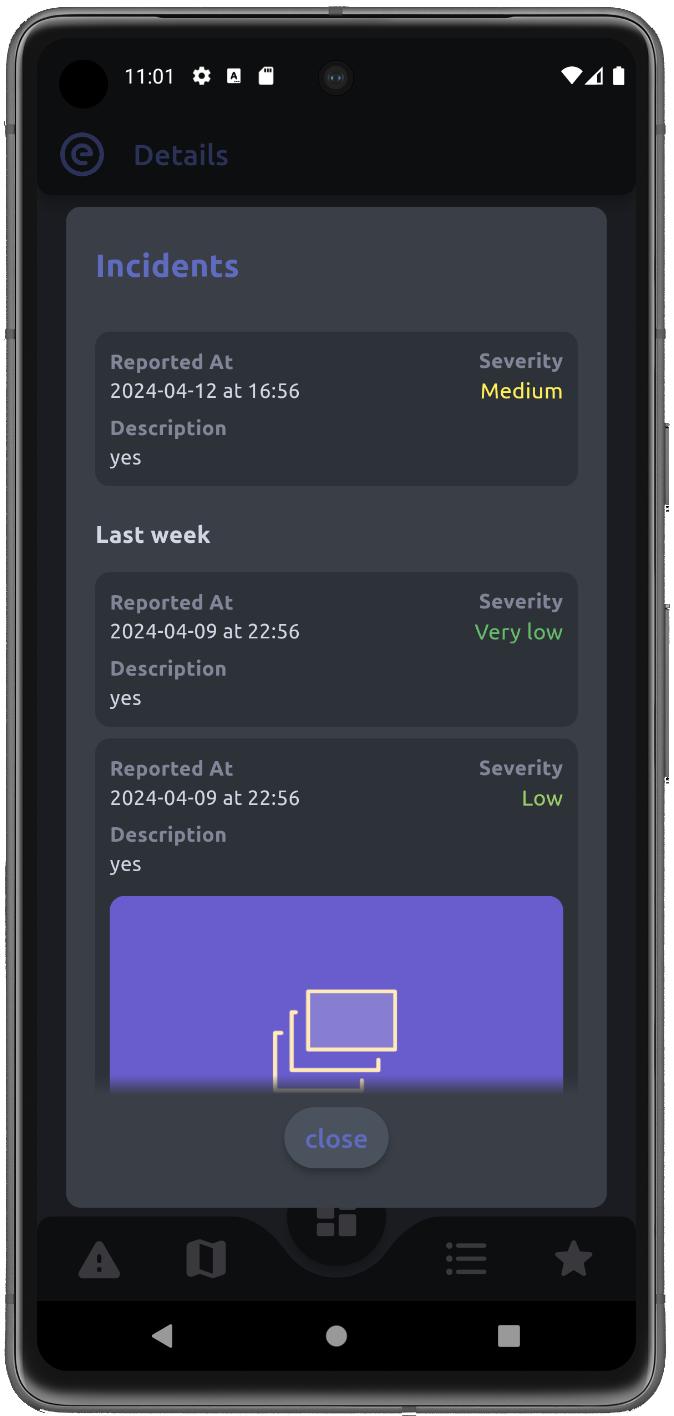 11:01
Details
Incidents
Reported At Severity
2024-04-12 at 16:56 Medium
Description
yes
Last week
Reported At Severity
2024-04-09 at 22:56 Very low
Description
yes
Reported At Severity
2024-04-09 at 22:56 Low
Description
yes
close